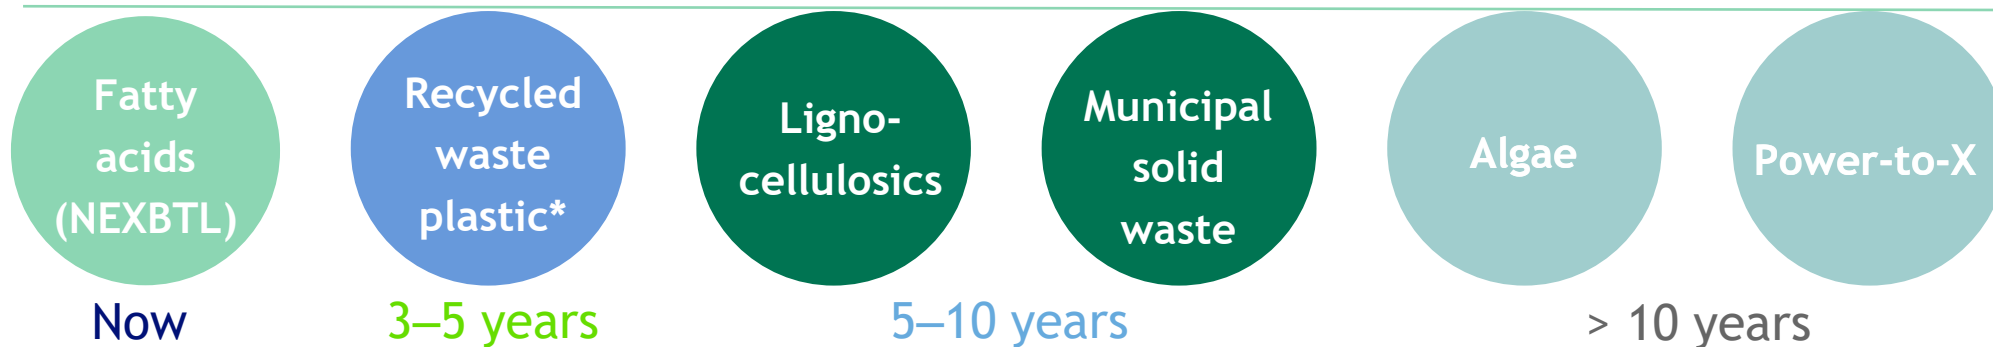 Fatty
acids
(NEXBTL)
Recycled
waste
plastic*
Ligno-
cellulosics
Municipal
solid
waste
Algae
Power-to-X
Now
3–5 years
5–10 years
> 10 years